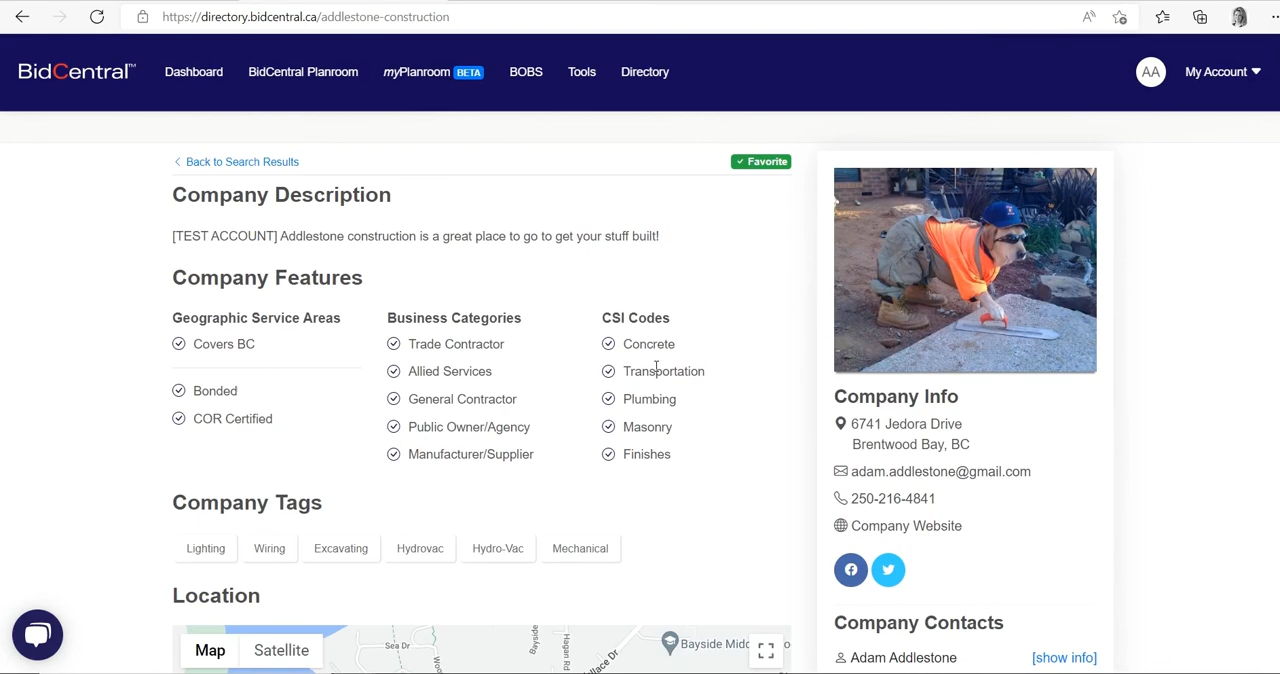 https://directory.bidcentral.ca/addlestone-construction
BidCentral™
Dashboard
BidCentral Planroom
myPlanroom BETA
BOBS
Tools
Directory
AA
My Account
Back to Search Results
Favorite
Company Description
[TEST ACCOUNT] Addlestone construction is a great place to go to get your stuff built!
Company Features
Geographic Service Areas
Covers BC
Bonded
COR Certified
Business Categories
Trade Contractor
Allied Services
General Contractor
Public Owner/Agency
Manufacturer/Supplier
CSI Codes
Concrete
Transportation
Plumbing
Masonry
Finishes
Company Tags
Lighting
Wiring
Excavating
Hydrovac
Hydro-Vac
Mechanical
Location
Map
Satellite
Sea Dr
Bayside
Hagan Rd
Company Info
6741 Jedora Drive
Brentwood Bay, BC
adam.addlestone@gmail.com
250-216-4841
Company Website
Company Contacts
Adam Addlestone
[show info]